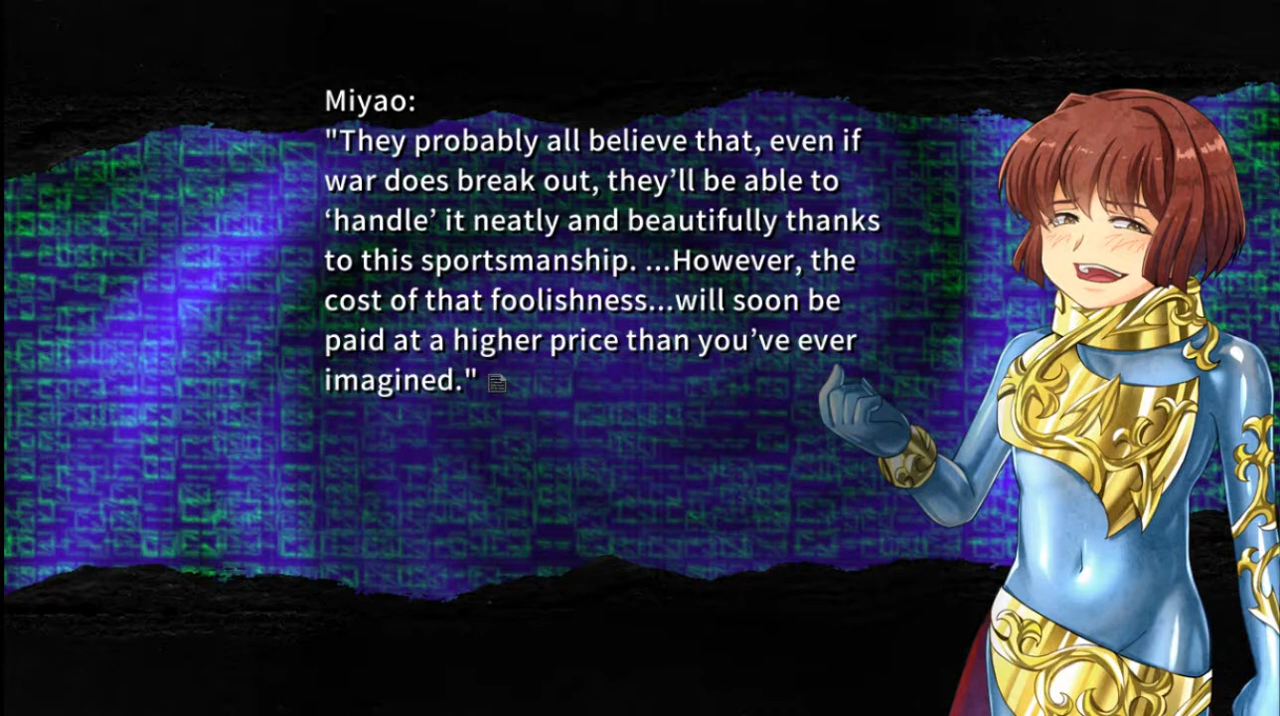 Miyao:
"They probably all believe that, even if
war does break out, they’ll be able to
‘handle’ it neatly and beautifully thanks
to this sportsmanship. ...However, the
cost of that foolishness...will soon be
paid at a higher price than you’ve ever
imagined."